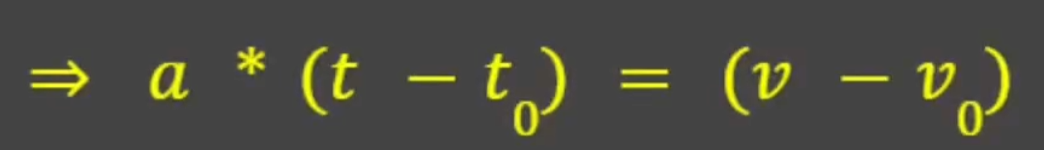 ⇒ a * (t − t₀) = (v − v₀)